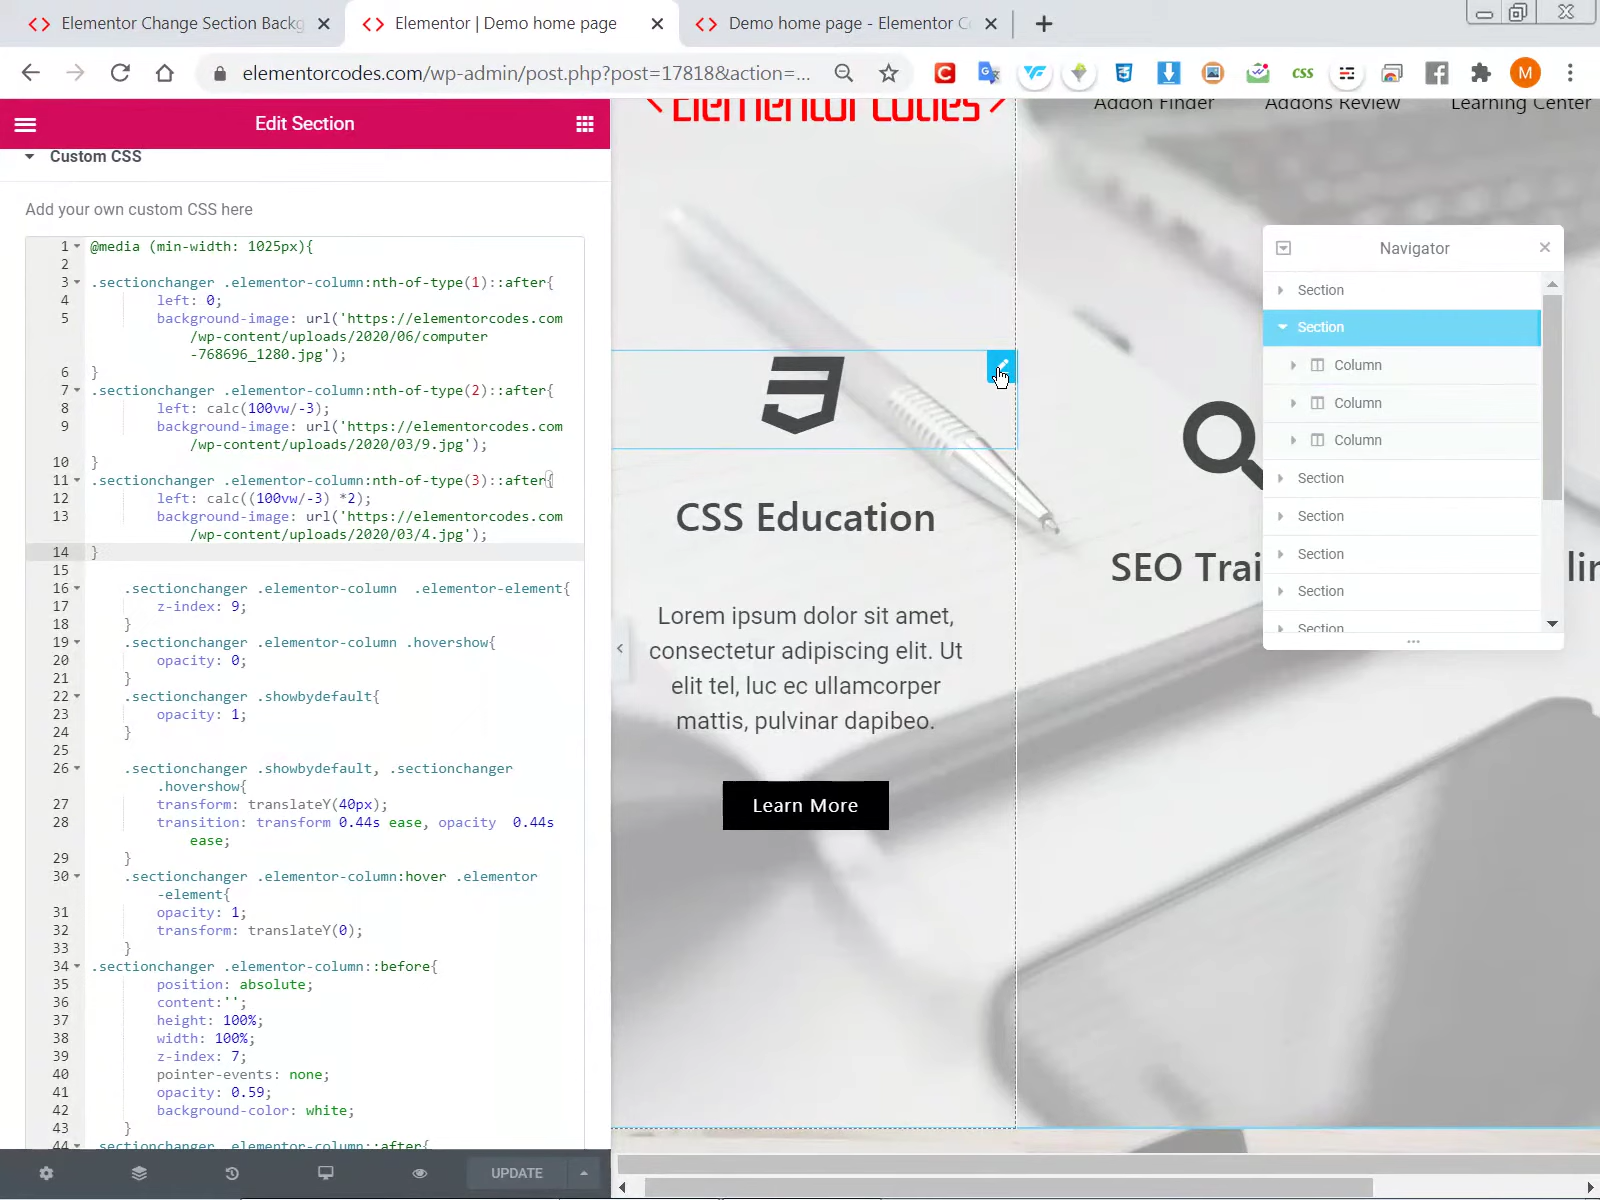 Elementor Change Section Backg
Elementor | Demo home page
Demo home page - Elementor C
elementorcodes.com/wp-admin/post.php?post=17818&action=...
M
Edit Section
Elementor Codes
Addon Finder
Addons Review
Learning Center
Custom CSS
Add your own custom CSS here
1 @media (min-width: 1025px){
2
3 .sectionchanger .elementor-column:nth-of-type(1)::after{
4 left: 0;
5 background-image: url('https://elementorcodes.com
/wp-content/uploads/2020/06/computer
-768696_1280.jpg');
6 }
7 .sectionchanger .elementor-column:nth-of-type(2)::after{
8 left: calc(100vw/-3);
9 background-image: url('https://elementorcodes.com
/wp-content/uploads/2020/03/9.jpg');
10 }
11 .sectionchanger .elementor-column:nth-of-type(3)::after{
12 left: calc((100vw/-3) *2);
13 background-image: url('https://elementorcodes.com
/wp-content/uploads/2020/03/4.jpg');
14 }
15
16 .sectionchanger .elementor-column  .elementor-element{
17 z-index: 9;
18 }
19 .sectionchanger .elementor-column .hovershow{
20 opacity: 0;
21 }
22 .sectionchanger .showbydefault{
23 opacity: 1;
24 }
25
26 .sectionchanger .showbydefault, .sectionchanger
.hovershow{
27 transform: translateY(40px);
28 transition: transform 0.44s ease, opacity  0.44s
ease;
29 }
30 .sectionchanger .elementor-column:hover .elementor
-element{
31 opacity: 1;
32 transform: translateY(0);
33 }
34 .sectionchanger .elementor-column::before{
35 position: absolute;
36 content:'';
37 height: 100%;
38 width: 100%;
39 z-index: 7;
40 pointer-events: none;
41 opacity: 0.59;
42 background-color: white;
43 }
44 .sectionchanger .elementor-column::after{
UPDATE
CSS Education
Lorem ipsum dolor sit amet,
consectetur adipiscing elit. Ut
elit tel, luc ec ullamcorper
mattis, pulvinar dapibeo.
Learn More
SEO Trai
lin
Navigator
Section
Section
Column
Column
Column
Section
Section
Section
Section
Section